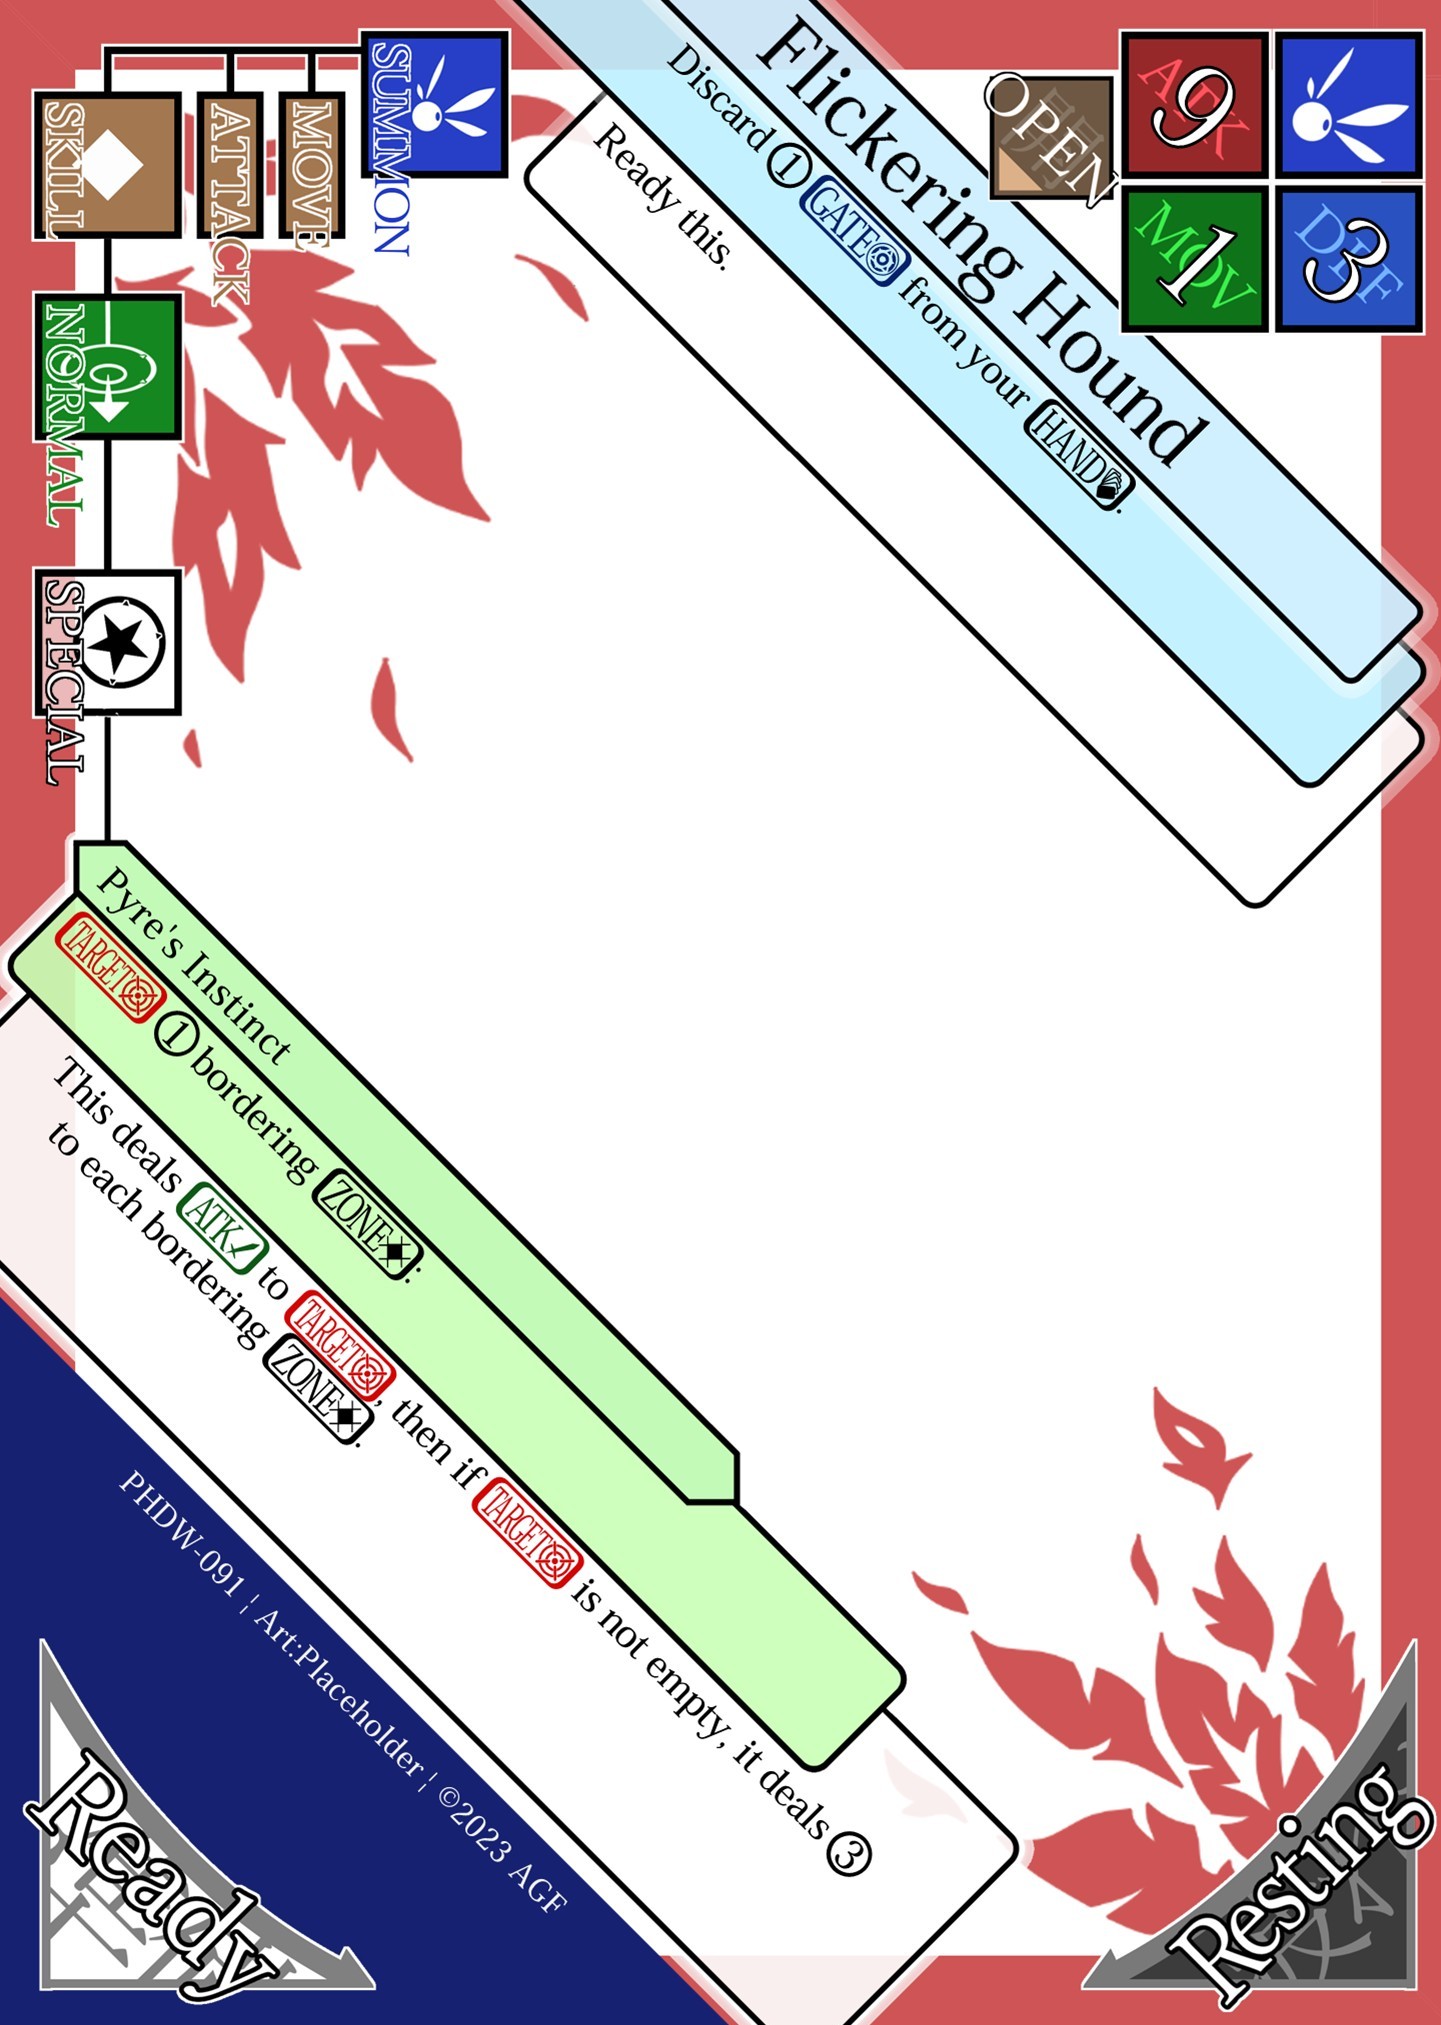 Flickering Hound
Discard ① GATE from your HAND.
Ready this.
OPEN
ATK 9
MOV 1
DEF 3
SUMMON
MOVE
ATTACK
SKILL
NORMAL
SPECIAL
Pyre's Instinct
TARGET ① bordering ZONE:
This deals ATK to TARGET, then if TARGET is not empty, it deals ③
to each bordering ZONE.
PHDW-091 ¦ Art:Placeholder ¦ ©2023 AGF
Ready
Resting